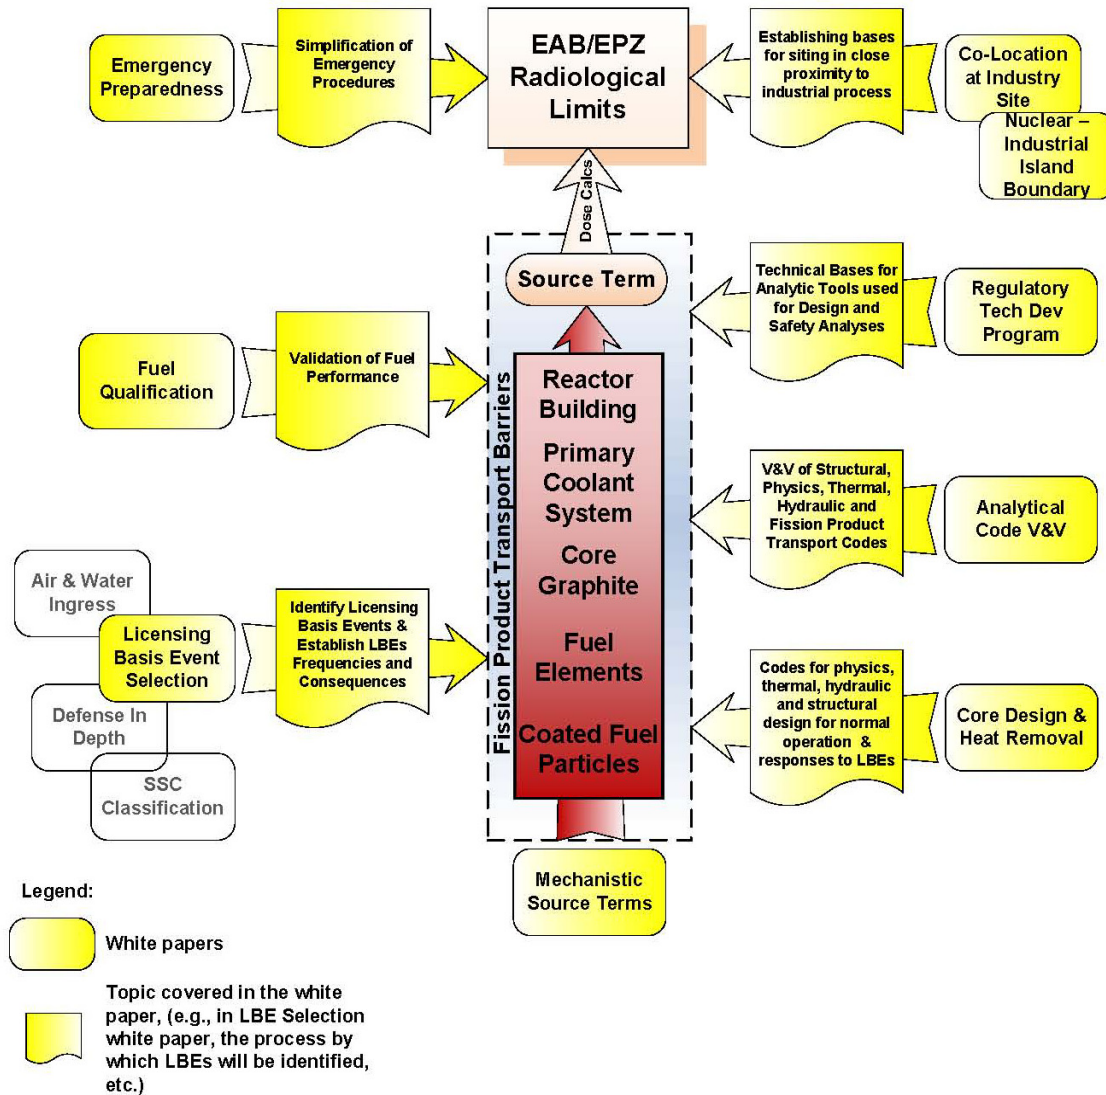 Emergency
Preparedness
Simplification of
Emergency
Procedures
EAB/EPZ
Radiological
Limits
Establishing bases
for siting in close
proximity to
industrial process
Co-Location
at Industry
Site
Nuclear –
Industrial
Island
Boundary
Dose Calcs
Source Term
Fission Product Transport Barriers
Technical Bases for
Analytic Tools used
for Design and
Safety Analyses
Regulatory
Tech Dev
Program
Fuel
Qualification
Validation of Fuel
Performance
Reactor
Building
Primary
Coolant
System
Core
Graphite
Fuel
Elements
Coated Fuel
Particles
V&V of Structural,
Physics, Thermal,
Hydraulic and
Fission Product
Transport Codes
Analytical
Code V&V
Air & Water
Ingress
Licensing
Basis Event
Selection
Defense In
Depth
SSC
Classification
Identify Licensing
Basis Events &
Establish LBEs
Frequencies and
Consequences
Codes for physics,
thermal, hydraulic
and structural
design for normal
operation &
responses to LBEs
Core Design &
Heat Removal
Mechanistic
Source Terms
Legend:
White papers
Topic covered in the white
paper, (e.g., in LBE Selection
white paper, the process by
which LBEs will be identified,
etc.)